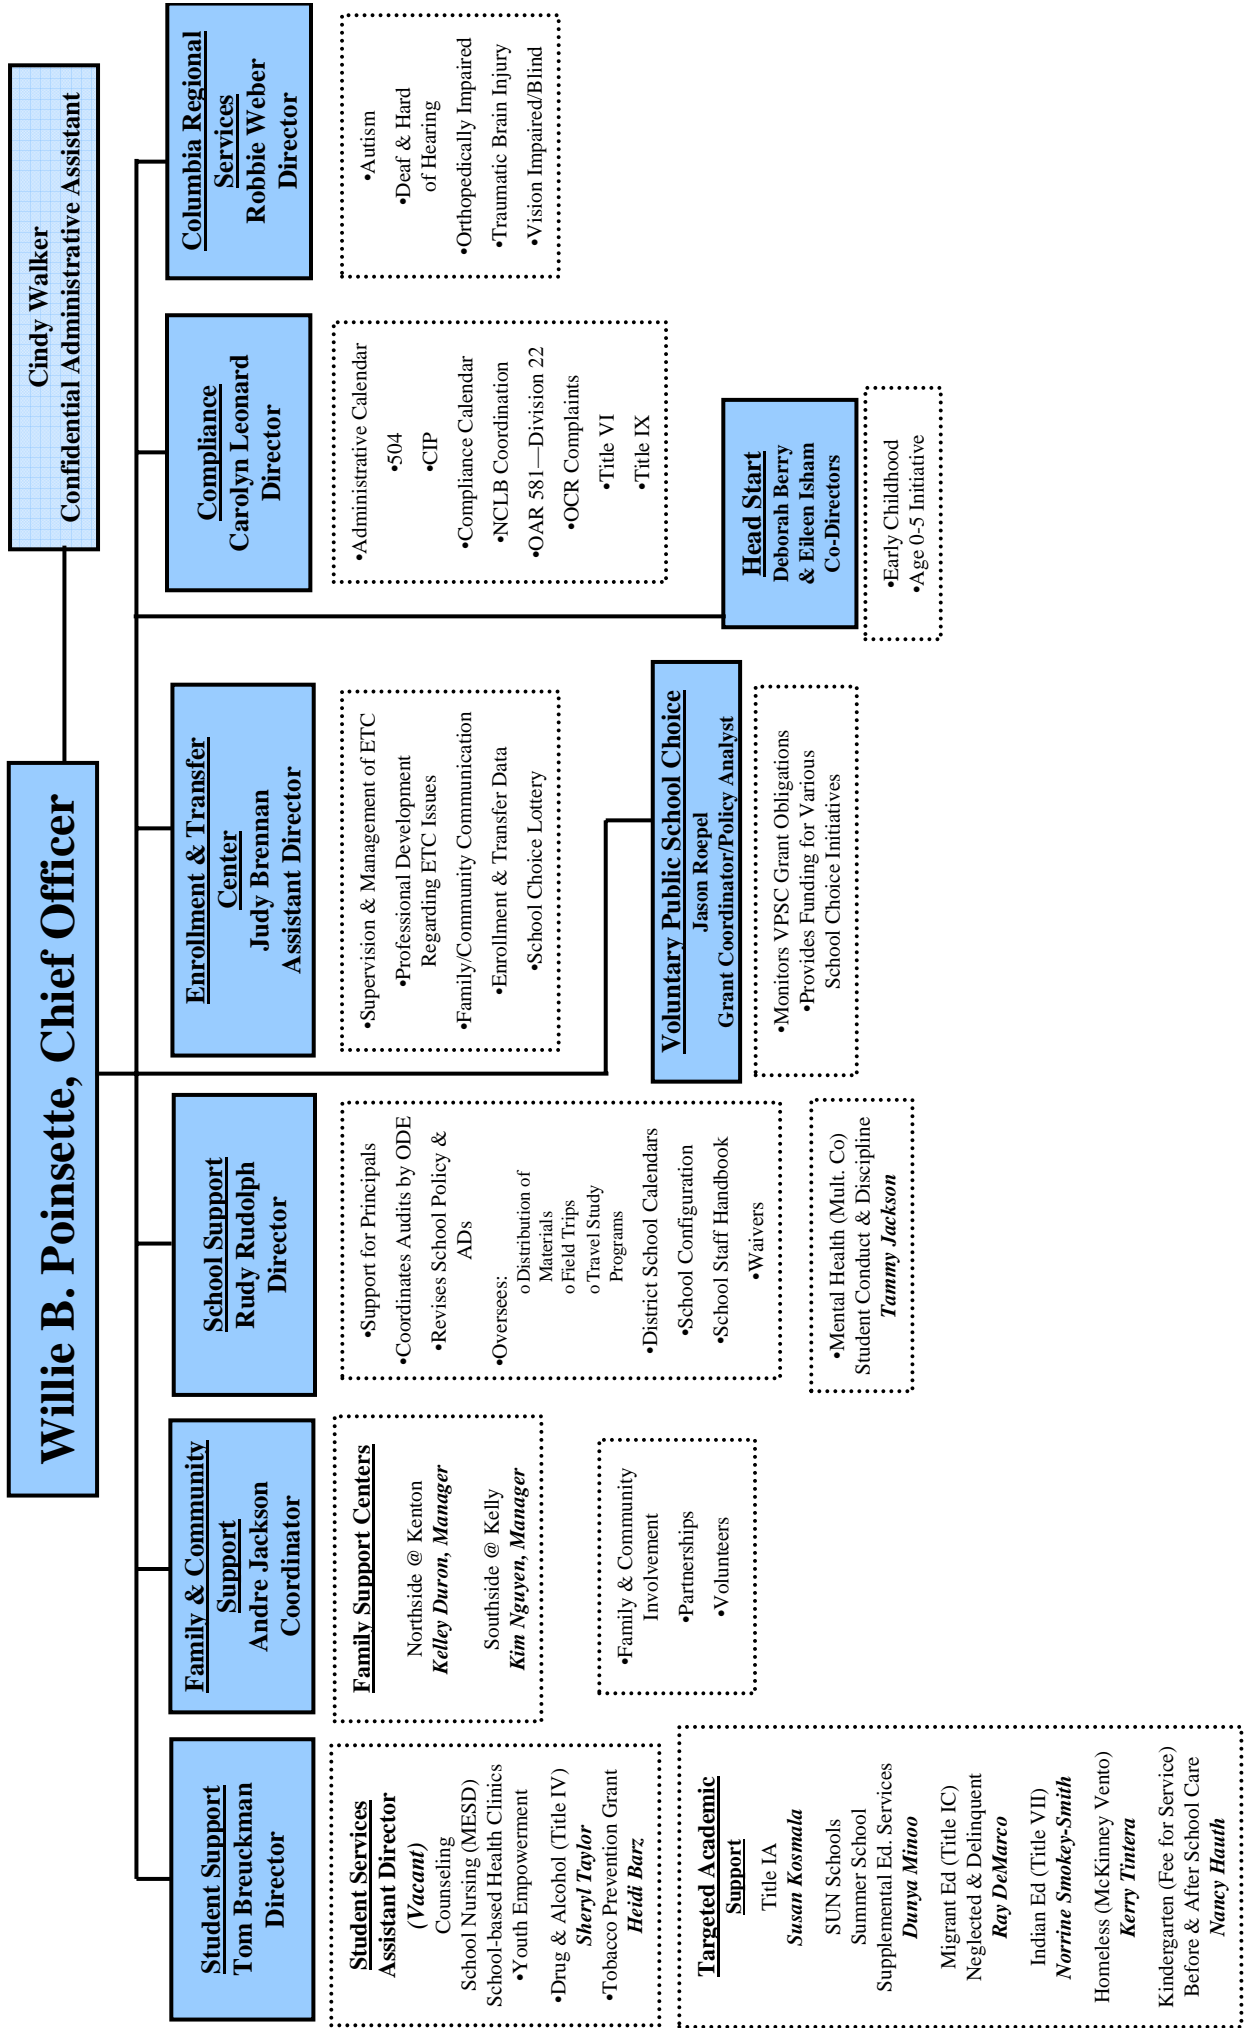 Willie B. Poinsette, Chief Officer
Cindy Walker
Confidential Administrative Assistant
Student Support
Tom Breuckman
Director
Student Services
Assistant Director
(Vacant)
Counseling
School Nursing (MESD)
School-based Health Clinics
•Youth Empowerment
•Drug & Alcohol (Title IV)
Sheryl Taylor
•Tobacco Prevention Grant
Heidi Barz
Targeted Academic
Support
Title IA
Susan Kosmala
SUN Schools
Summer School
Supplemental Ed. Services
Dunya Minoo
Migrant Ed (Title IC)
Neglected & Delinquent
Ray DeMarco
Indian Ed (Title VII)
Norrine Smokey-Smith
Homeless (McKinney Vento)
Kerry Tintera
Kindergarten (Fee for Service)
Before & After School Care
Nancy Hauth
Family & Community
Support
Andre Jackson
Coordinator
Family Support Centers
Northside @ Kenton
Kelley Duron, Manager
Southside @ Kelly
Kim Nguyen, Manager
•Family & Community
Involvement
•Partnerships
•Volunteers
School Support
Rudy Rudolph
Director
•Support for Principals
•Coordinates Audits by ODE
•Revises School Policy &
ADs
•Oversees:
o Distribution of
Materials
o Field Trips
o Travel Study
Programs
•District School Calendars
•School Configuration
•School Staff Handbook
•Waivers
•Mental Health (Mult. Co)
Student Conduct & Discipline
Tammy Jackson
Enrollment & Transfer
Center
Judy Brennan
Assistant Director
•Supervision & Management of ETC
•Professional Development
Regarding ETC Issues
•Family/Community Communication
•Enrollment & Transfer Data
•School Choice Lottery
Voluntary Public School Choice
Jason Roepel
Grant Coordinator/Policy Analyst
•Monitors VPSC Grant Obligations
•Provides Funding for Various
School Choice Initiatives
Compliance
Carolyn Leonard
Director
•Administrative Calendar
•504
•CIP
•Compliance Calendar
•NCLB Coordination
•OAR 581—Division 22
•OCR Complaints
•Title VI
•Title IX
Head Start
Deborah Berry
& Eileen Isham
Co-Directors
•Early Childhood
•Age 0-5 Initiative
Columbia Regional
Services
Robbie Weber
Director
•Autism
•Deaf & Hard
of Hearing
•Orthopedically Impaired
•Traumatic Brain Injury
•Vision Impaired/Blind